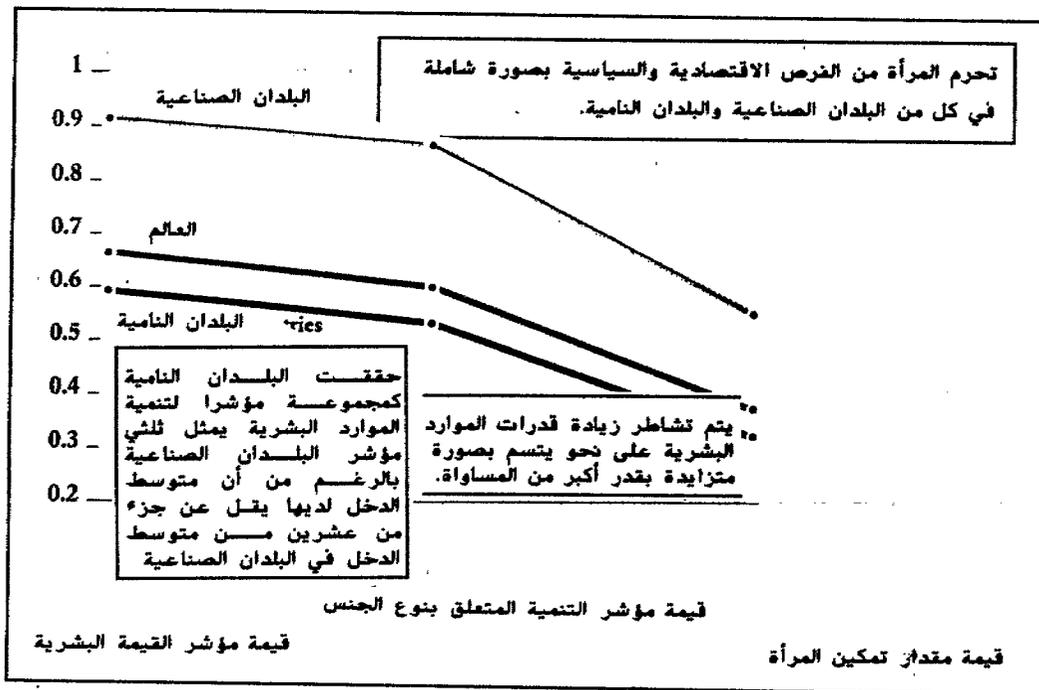 تحرم المرأة من الفرص الاقتصادية والسياسية بصورة شاملة
في كل من البلدان الصناعية والبلدان النامية.
1
البلدان الصناعية
0.9
0.8
0.7
العالم
0.6
0.5
البلدان النامية ries
0.4
0.3
0.2
حققت البلدان النامية
كمجموعة مؤشرا لتنمية
الموارد البشرية يمثل ثلثي
مؤشر البلدان الصناعية
بالرغم من أن متوسط
الدخل لديها يقل عن جزء
من عشرين من متوسط
الدخل في البلدان الصناعية
يتم تشاطر زيادة قدرات الموارد
البشرية على نحو يتسم بصورة
متزايدة بقدر أكبر من المساواة.
قيمة مؤشر التنمية المتعلق بنوع الجنس
قيمة مؤشر القيمة البشرية
قيمة مقدار تمكين المرأة